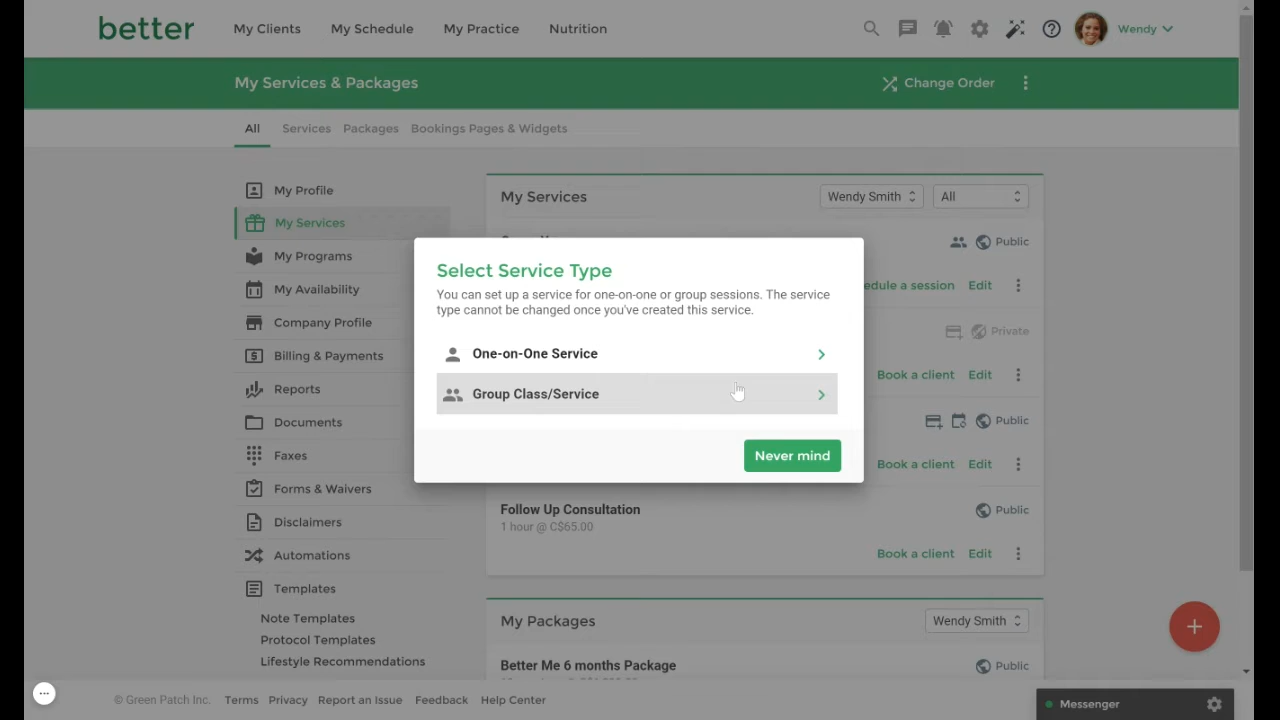 better
My Clients
My Schedule
My Practice
Nutrition
Wendy
My Services & Packages
Change Order
All
Services
Packages
Bookings Pages & Widgets
My Profile
My Services
My Programs
My Availability
Company Profile
Billing & Payments
Reports
Documents
Faxes
Forms & Waivers
Disclaimers
Automations
Templates
Note Templates
Protocol Templates
Lifestyle Recommendations
My Services
Wendy Smith
All
Public
a session
Edit
Private
Book a client
Edit
Public
Book a client
Edit
Select Service Type
You can set up a service for one-on-one or group sessions. The service
type cannot be changed once you've created this service.
One-on-One Service
Group Class/Service
Never mind
Follow Up Consultation
Public
1 hour @ C$65.00
Book a client
Edit
My Packages
Wendy Smith
Better Me 6 months Package
Public
© Green Patch Inc.
Terms
Privacy
Report an Issue
Feedback
Help Center
Messenger